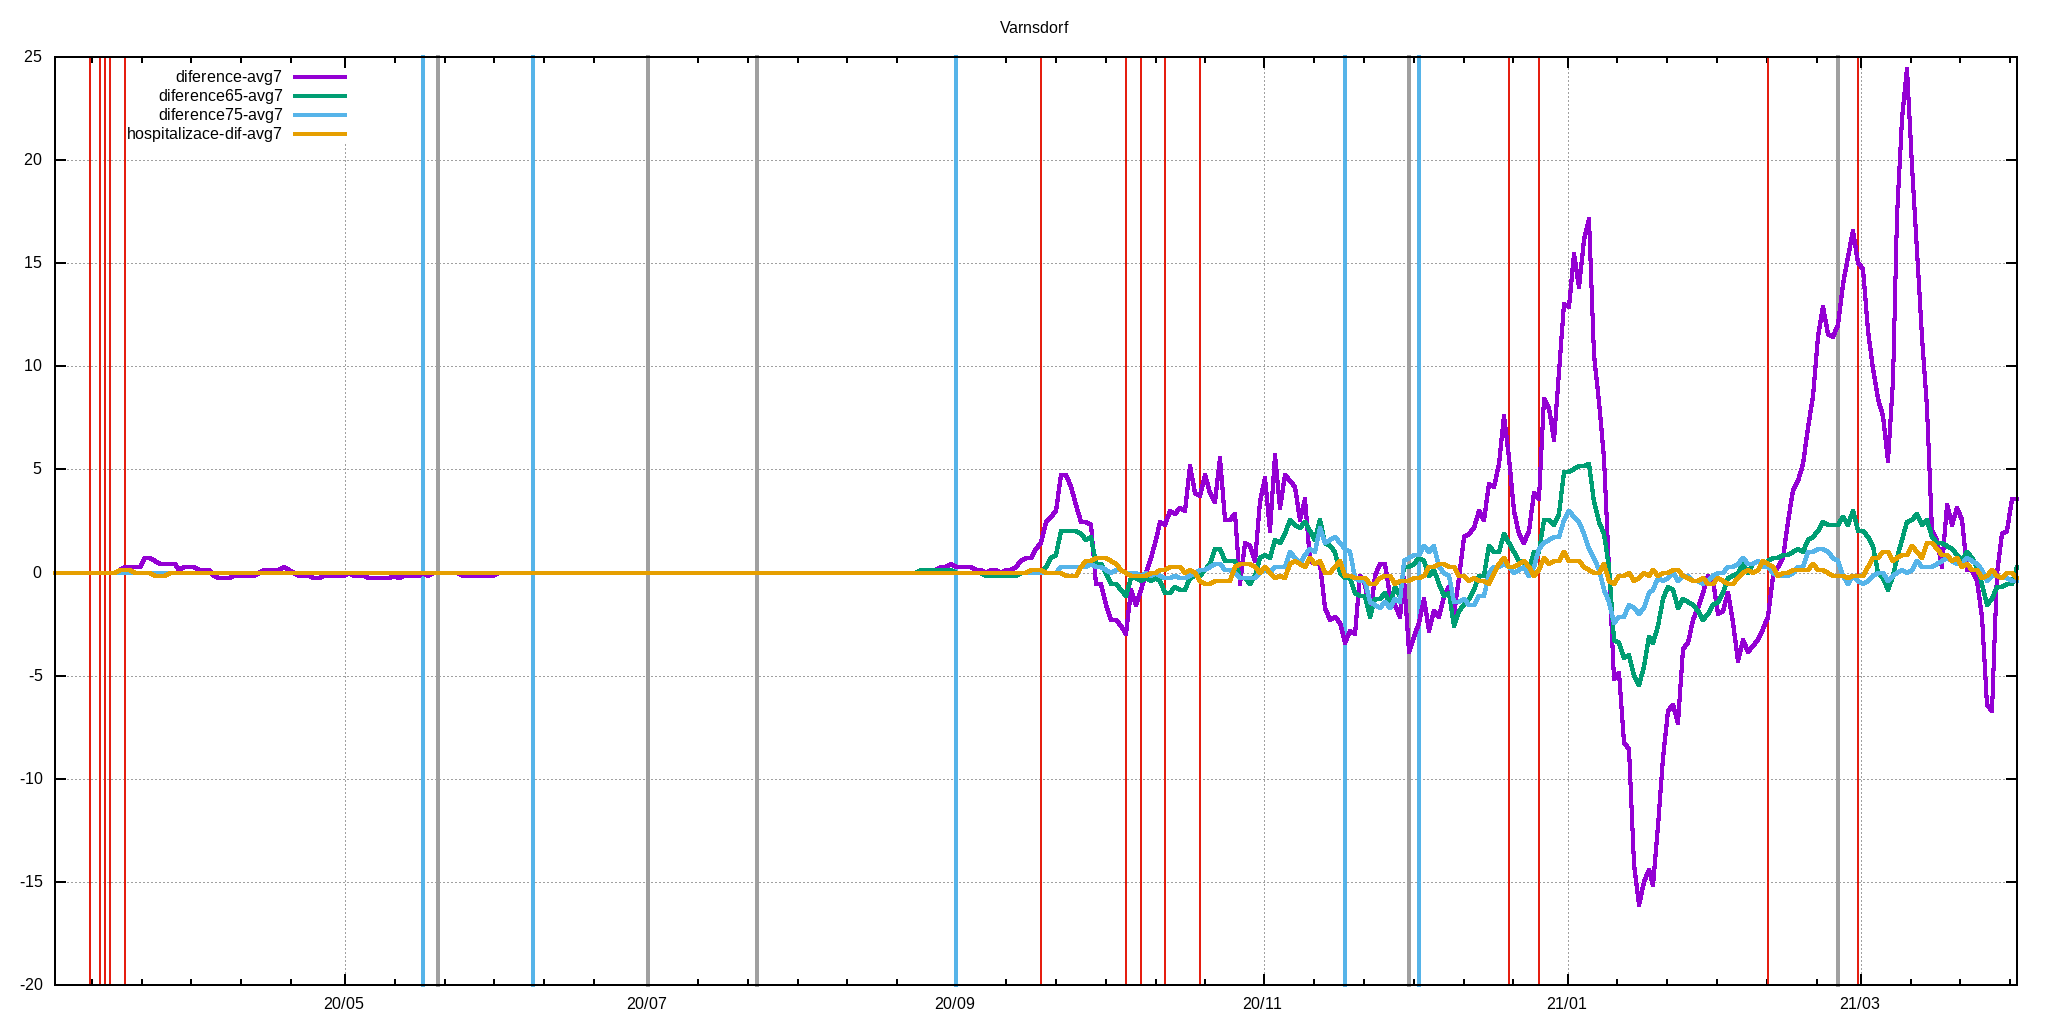 Varnsdorf
25
20
15
10
5
0
-5
-10
-15
-20
diference-avg7
diference65-avg7
diference75-avg7
hospitalizace-dif-avg7
20/05 20/07 20/09 20/11 21/01 21/03